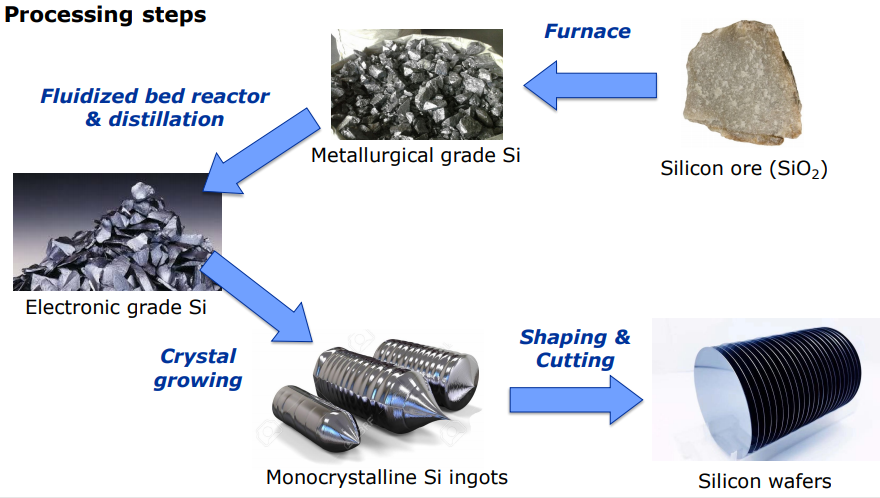 Processing steps
Furnace
Fluidized bed reactor
& distillation
Metallurgical grade Si
Silicon ore (SiO₂)
Electronic grade Si
Crystal
growing
Shaping &
Cutting
Monocrystalline Si ingots
Silicon wafers